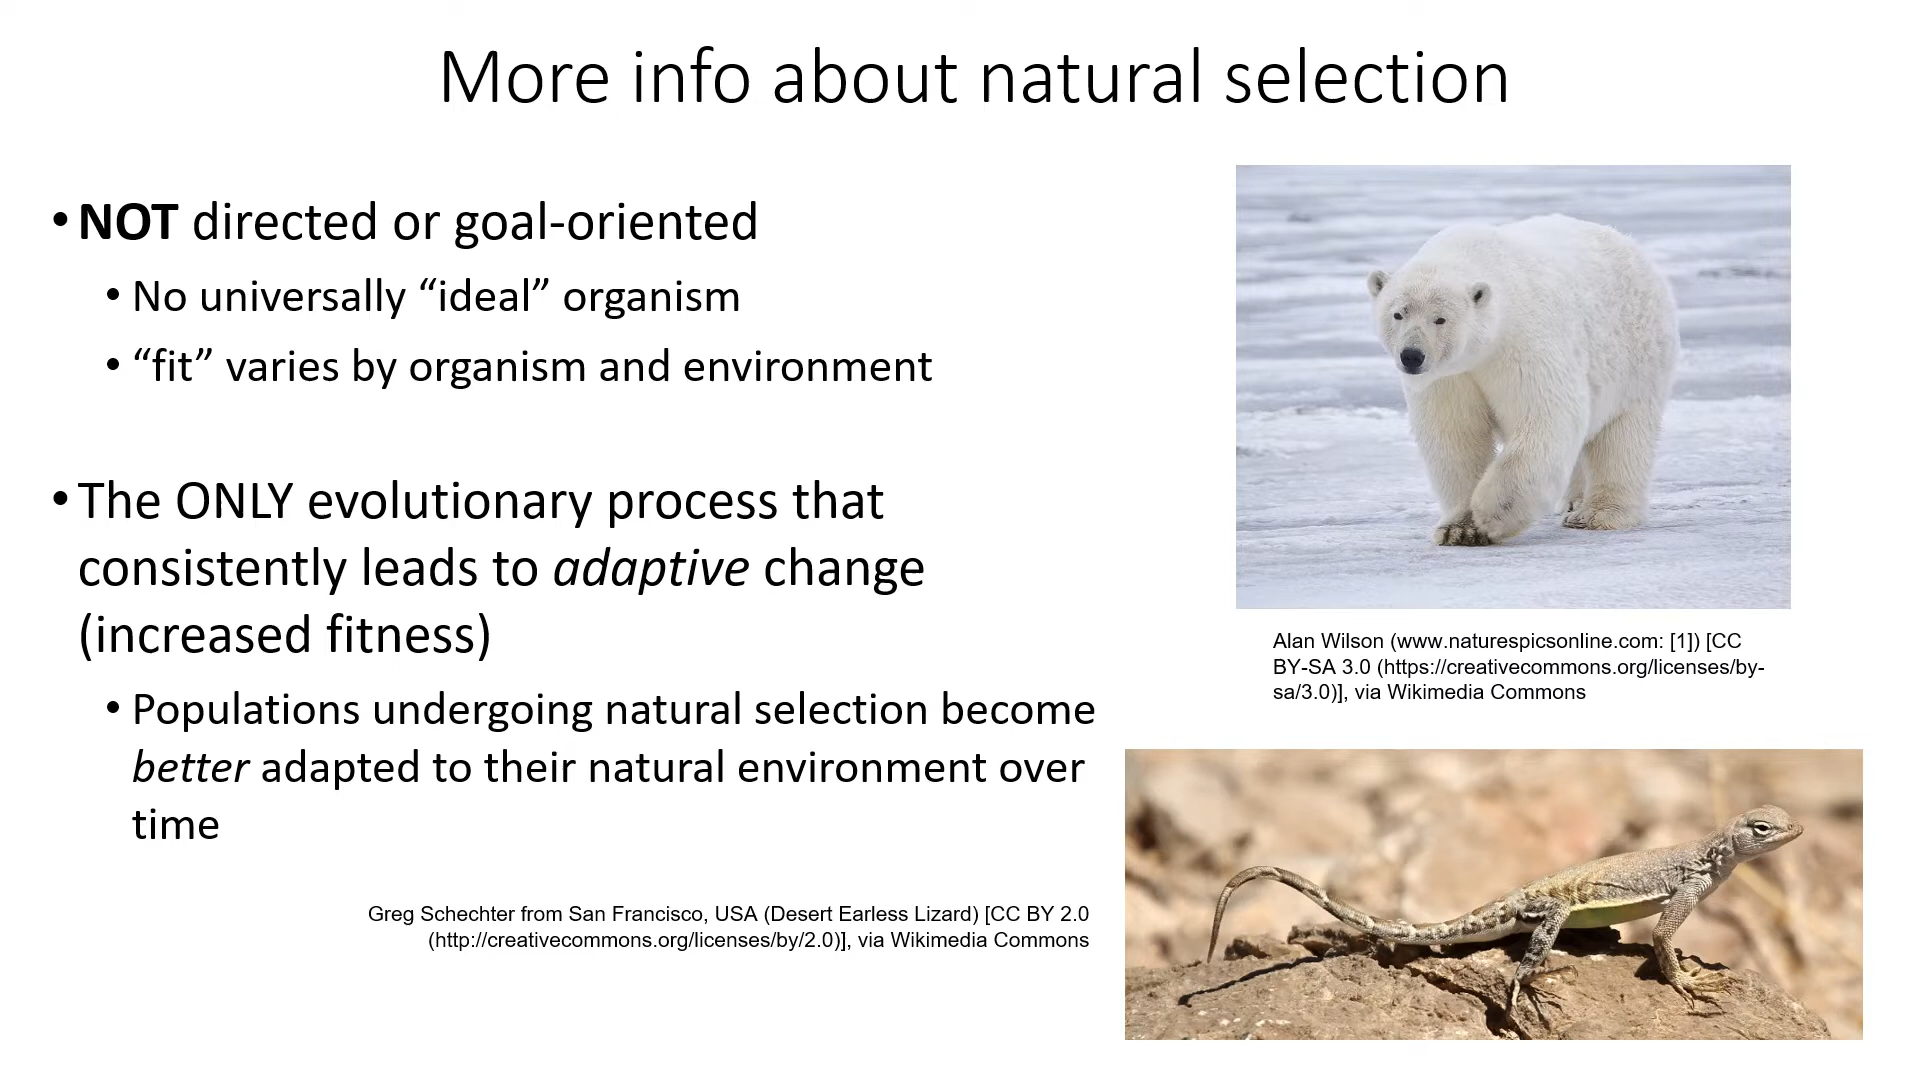 More info about natural selection
• NOT directed or goal-oriented
• No universally “ideal” organism
• “fit” varies by organism and environment
• The ONLY evolutionary process that
consistently leads to adaptive change
(increased fitness)
• Populations undergoing natural selection become
better adapted to their natural environment over
time
Alan Wilson (www.naturespicsonline.com: [1]) [CC
BY-SA 3.0 (https://creativecommons.org/licenses/by-
sa/3.0)], via Wikimedia Commons
Greg Schechter from San Francisco, USA (Desert Earless Lizard) [CC BY 2.0
(http://creativecommons.org/licenses/by/2.0)], via Wikimedia Commons